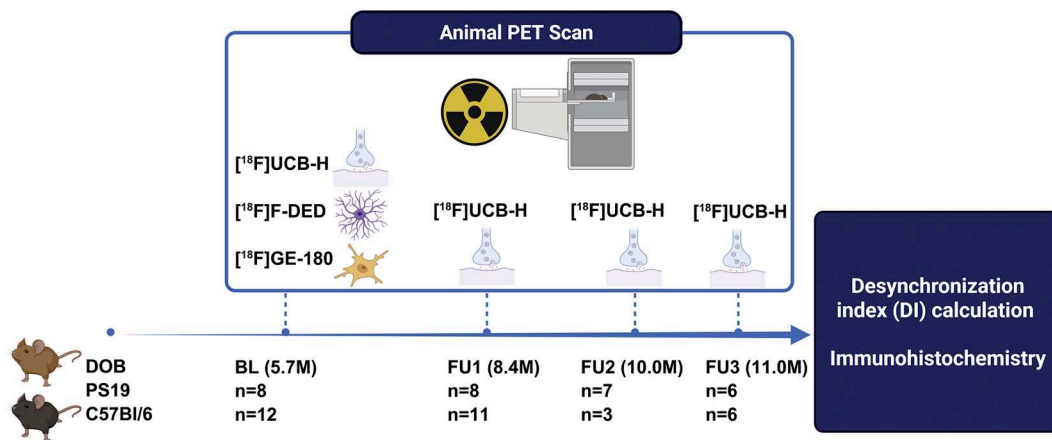 Animal PET Scan
[¹⁸F]UCB-H
[¹⁸F]F-DED
[¹⁸F]GE-180
[¹⁸F]UCB-H
[¹⁸F]UCB-H
[¹⁸F]UCB-H
Desynchronization
index (DI) calculation
Immunohistochemistry
DOB BL (5.7M) FU1 (8.4M) FU2 (10.0M) FU3 (11.0M)
PS19 n=8 n=8 n=7 n=6
C57Bl/6 n=12 n=11 n=3 n=6